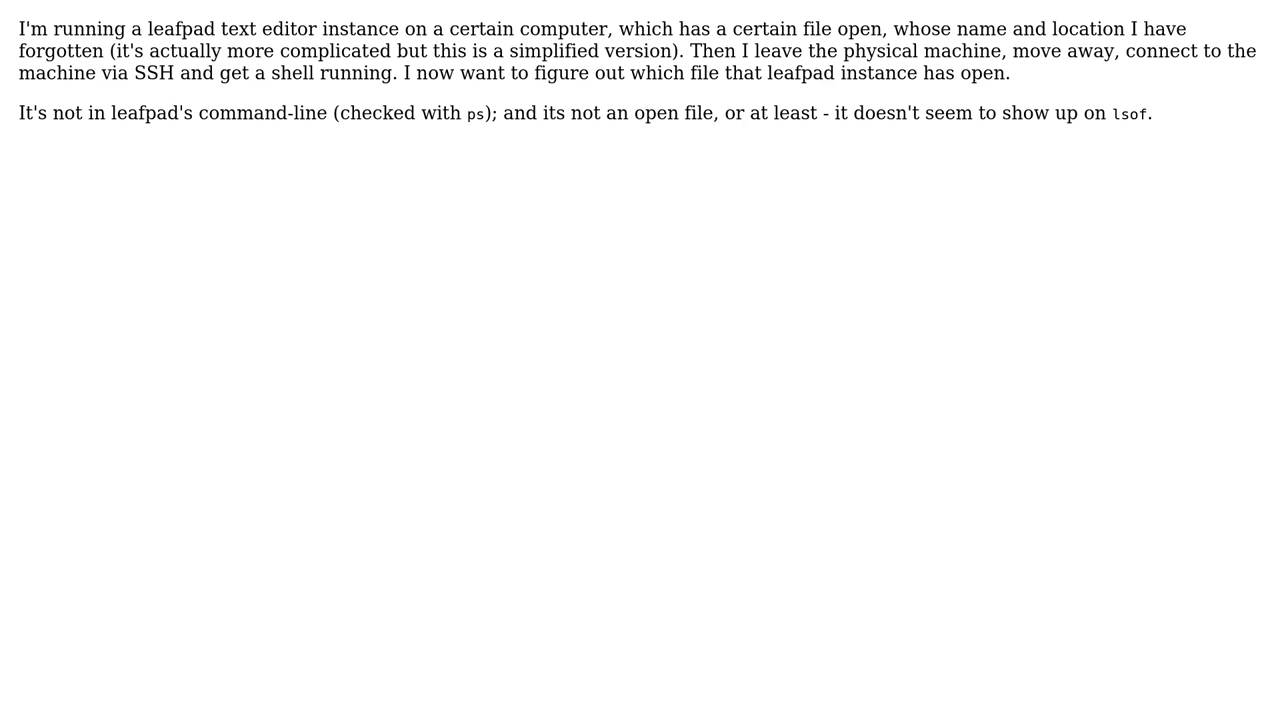 I'm running a leafpad text editor instance on a certain computer, which has a certain file open, whose name and location I have
forgotten (it's actually more complicated but this is a simplified version). Then I leave the physical machine, move away, connect to the
machine via SSH and get a shell running. I now want to figure out which file that leafpad instance has open.
It's not in leafpad's command-line (checked with ps); and its not an open file, or at least - it doesn't seem to show up on lsof.